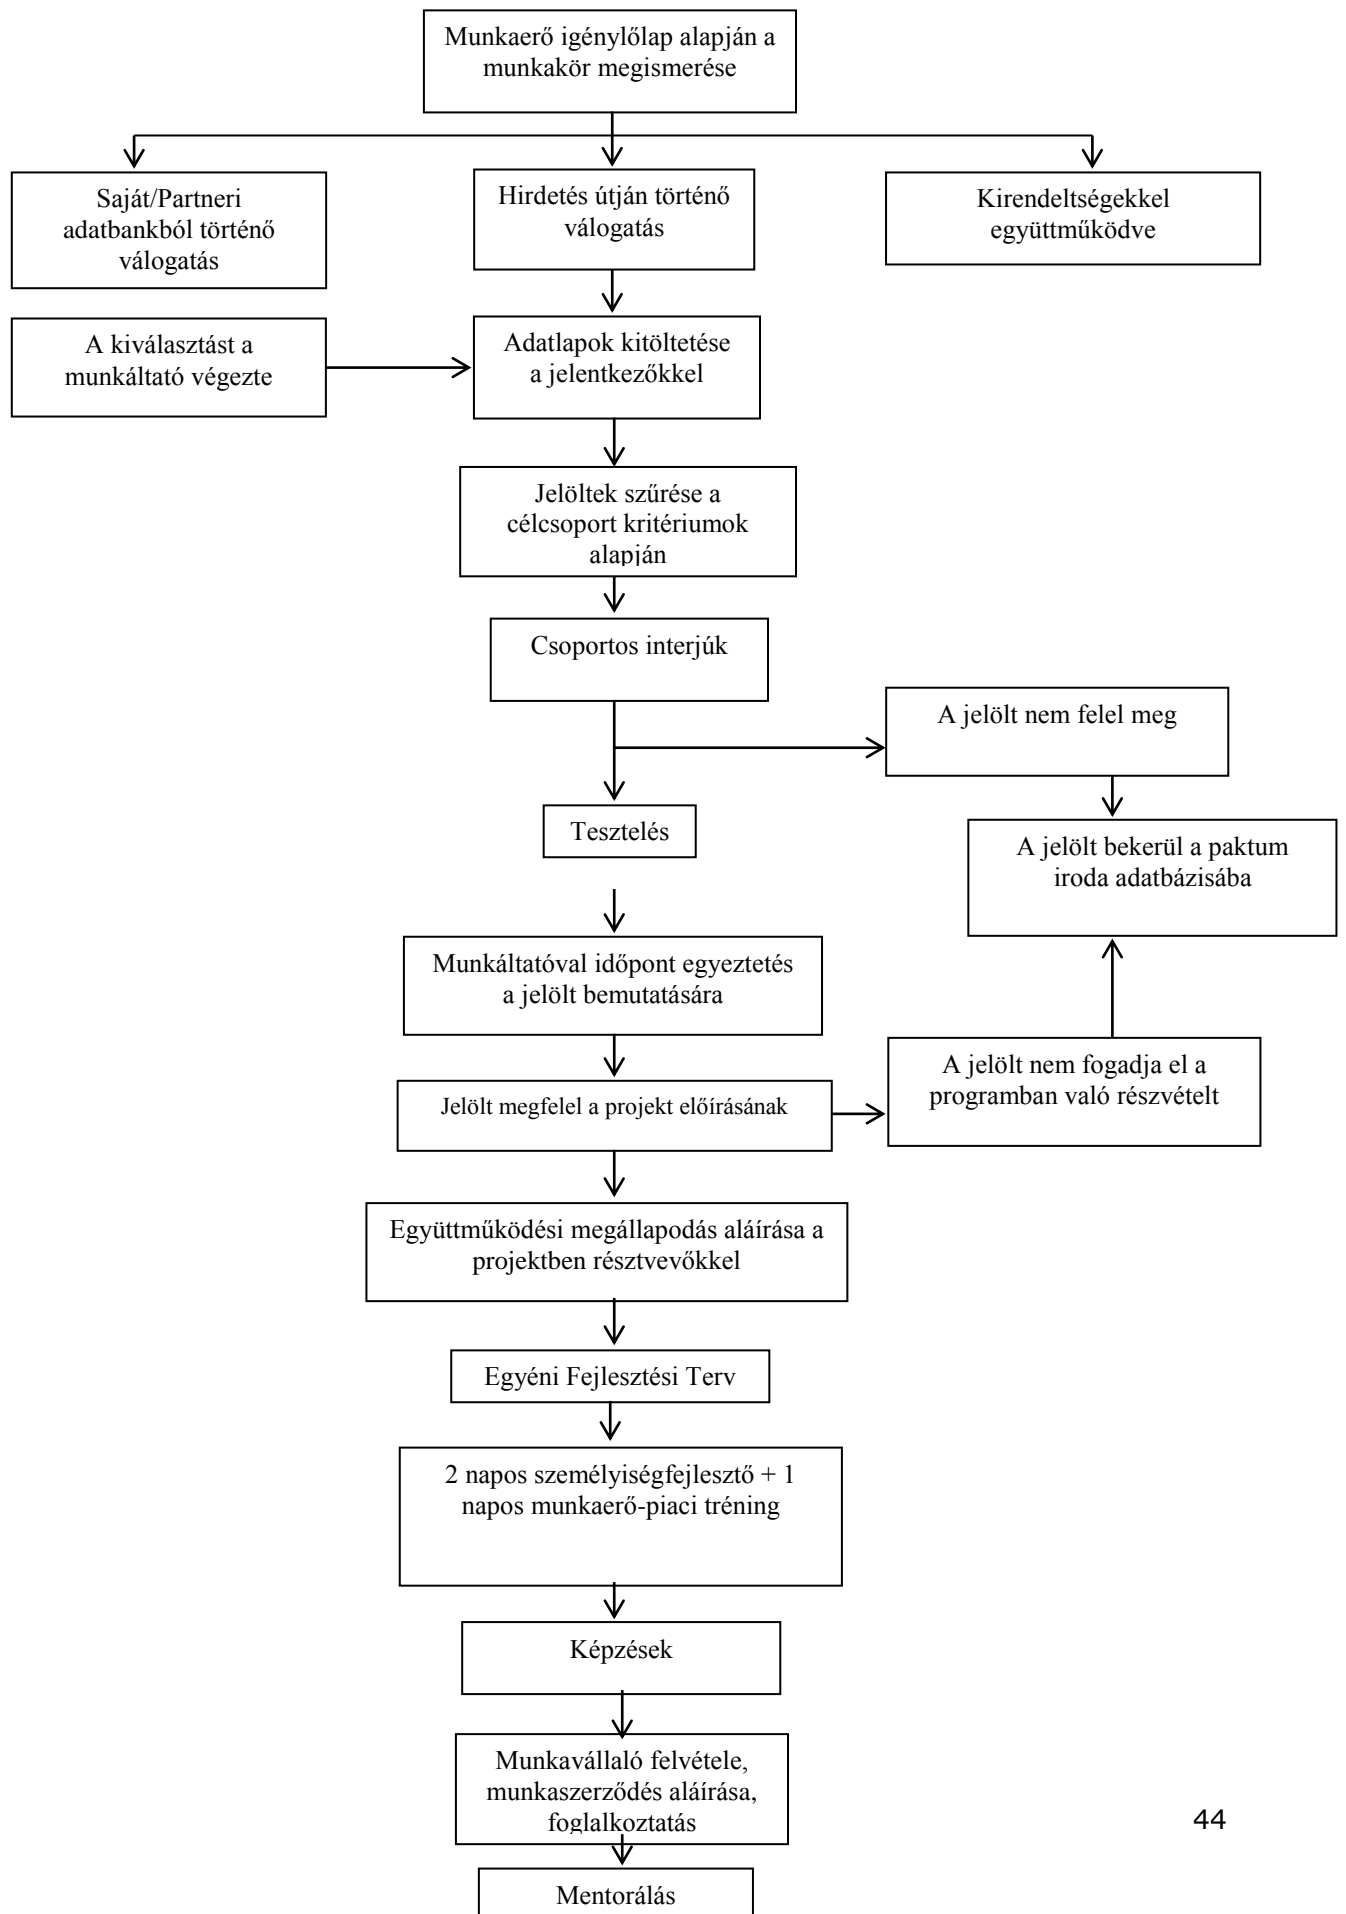 Munkaerő igénylőlap alapján a
munkakör megismerése
Saját/Partneri
adatbankból történő
válogatás
Hirdetés útján történő
válogatás
Kirendeltségekkel
együttműködve
A kiválasztást a
munkáltató végezte
Adatlapok kitöltetése
a jelentkezőkkel
Jelöltek szűrése a
célcsoport kritériumok
alapján
Csoportos interjúk
A jelölt nem felel meg
Tesztelés
A jelölt bekerül a paktum
iroda adatbázisába
Munkáltatóval időpont egyeztetés
a jelölt bemutatására
A jelölt nem fogadja el a
programban való részvételt
Jelölt megfelel a projekt előírásának
Együttműködési megállapodás aláírása a
projektben résztvevőkkel
Egyéni Fejlesztési Terv
2 napos személyiségfejlesztő + 1
napos munkaerő-piaci tréning
Képzések
Munkavállaló felvétele,
munkaszerződés aláírása,
foglalkoztatás
44
Mentorálás